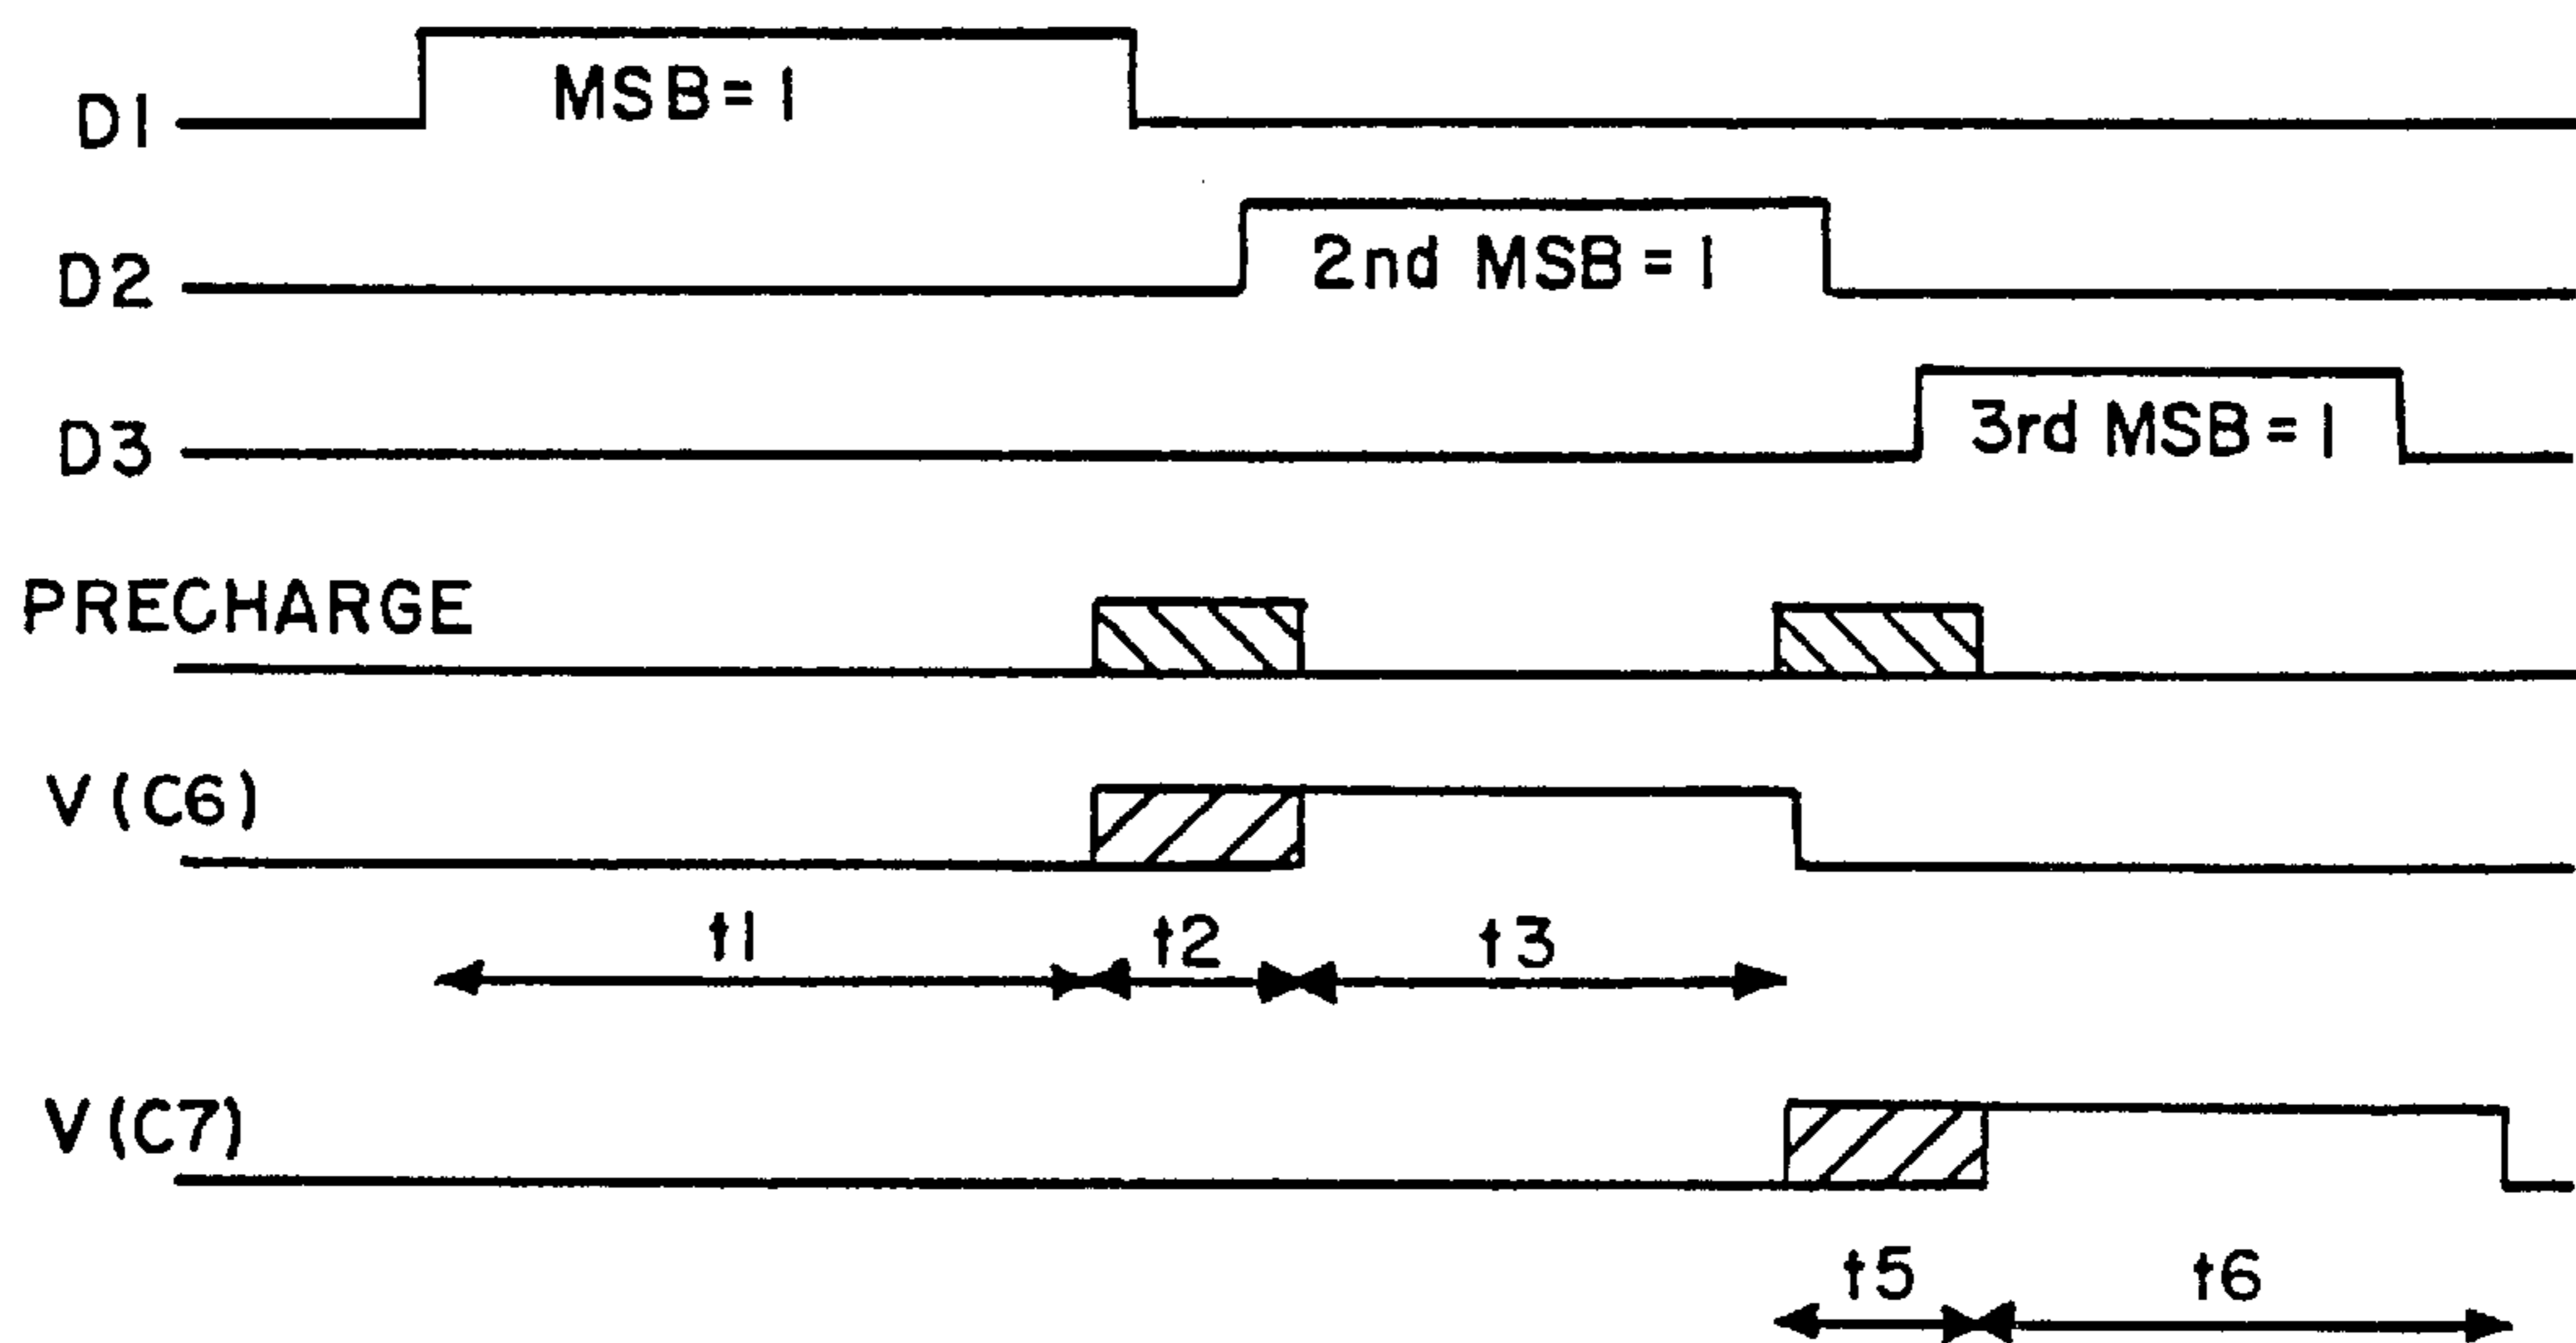 D1 MSB=1
D2 2nd MSB=1
D3 3rd MSB=1
PRECHARGE
V(C6)
t1 t2 t3
V(C7)
t5 t6